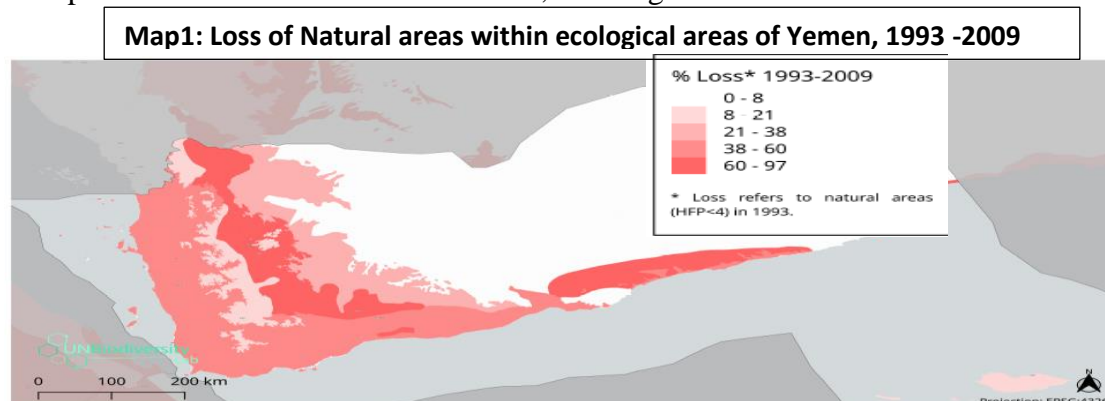 Map1: Loss of Natural areas within ecological areas of Yemen, 1993 -2009
% Loss* 1993-2009
0 - 8
8 - 21
21 - 38
38 - 60
60 - 97
* Loss refers to natural areas
(HFP<4) in 1993.
UNBiodiversity
Lab
0 100 200 km
N